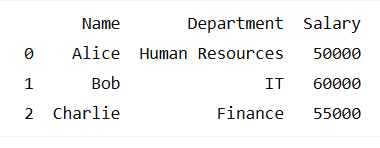 Name Department Salary
0 Alice Human Resources 50000
1 Bob IT 60000
2 Charlie Finance 55000